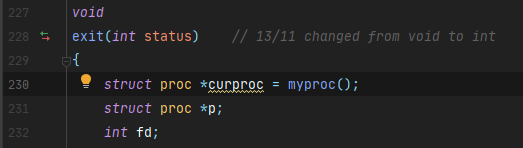 227 void
228 exit(int status)    // 13/11 changed from void to int
229 {
230     struct proc *curproc = myproc();
231     struct proc *p;
232     int fd;